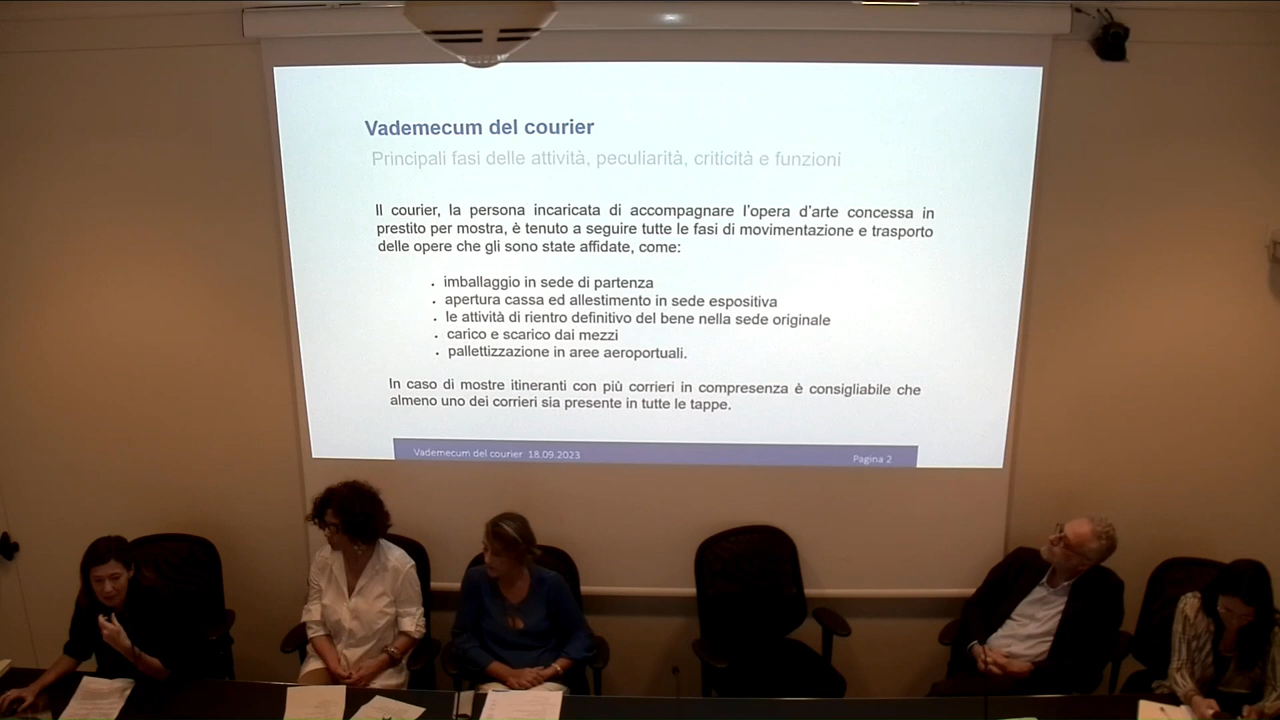 Vademecum del courier
Principali fasi delle attività, peculiarità, criticità e funzioni
Il courier, la persona incaricata di accompagnare l'opera d'arte concessa in
prestito per mostra, è tenuto a seguire tutte le fasi di movimentazione e trasporto
delle opere che gli sono state affidate, come:
• imballaggio in sede di partenza
• apertura cassa ed allestimento in sede espositiva
• le attività di rientro definitivo del bene nella sede originale
• carico e scarico dai mezzi
• pallettizzazione in aree aeroportuali.
In caso di mostre itineranti con più corrieri in compresenza è consigliabile che
almeno uno dei corrieri sia presente in tutte le tappe.
Vademecum del courier 18.09.2023 Pagina 2